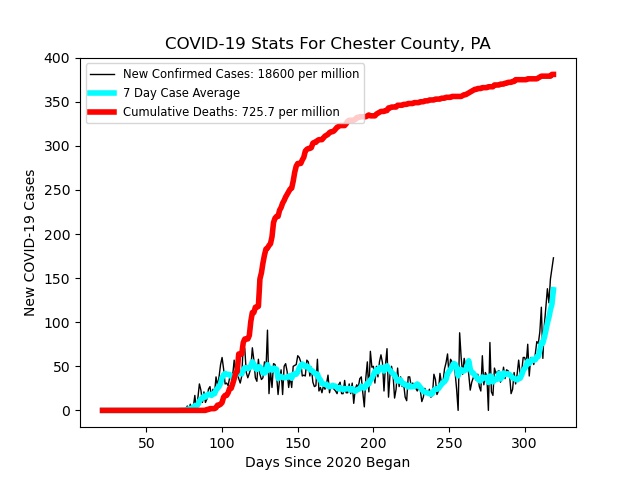 COVID-19 Stats For Chester County, PA
New Confirmed Cases: 18600 per million
7 Day Case Average
Cumulative Deaths: 725.7 per million
New COVID-19 Cases
400
350
300
250
200
150
100
50
0
50 100 150 200 250 300
Days Since 2020 Began